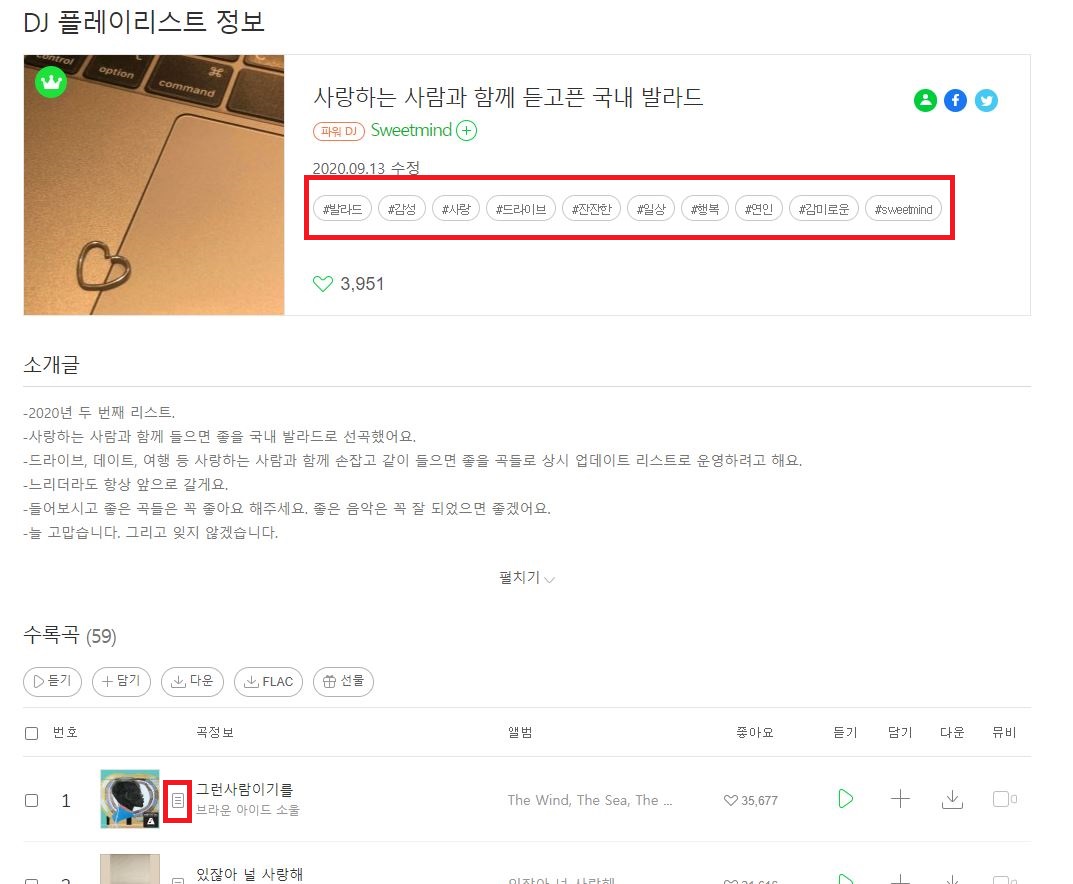 DJ 플레이리스트 정보
control
option
command
사랑하는 사람과 함께 듣고픈 국내 발라드
파워 DJ Sweetmind
2020.09.13 수정
#발라드 #감성 #사랑 #드라이브 #잔잔한 #일상 #행복 #연인 #감미로운 #sweetmind
3,951
소개글
-2020년 두 번째 리스트.
-사랑하는 사람과 함께 들으면 좋을 국내 발라드로 선곡했어요.
-드라이브, 데이트, 여행 등 사랑하는 사람과 함께 손잡고 같이 들으면 좋을 곡들로 상시 업데이트 리스트로 운영하려고 해요.
-느리더라도 항상 앞으로 갈게요.
-들어보시고 좋은 곡들은 꼭 좋아요 해주세요. 좋은 음악은 꼭 잘 되었으면 좋겠어요.
-늘 고맙습니다. 그리고 잊지 않겠습니다.
펼치기
수록곡 (59)
듣기 담기 다운 FLAC 선물
번호 곡정보 앨범 좋아요 듣기 담기 다운 뮤비
1 그런사람이기를 The Wind, The Sea, The ... 35,677
브라운 아이드 소울
2 있잖아 널 사랑해 있잖아 널 사랑해